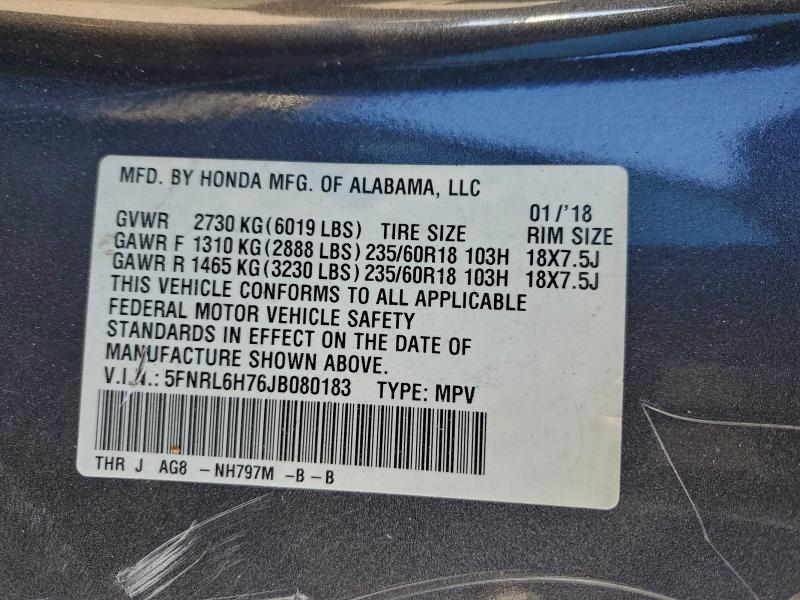 MFD. BY HONDA MFG. OF ALABAMA, LLC
01/'18
GVWR 2730 KG(6019 LBS) TIRE SIZE RIM SIZE
GAWR F 1310 KG(2888 LBS) 235/60R18 103H 18X7.5J
GAWR R 1465 KG(3230 LBS) 235/60R18 103H 18X7.5J
THIS VEHICLE CONFORMS TO ALL APPLICABLE
FEDERAL MOTOR VEHICLE SAFETY
STANDARDS IN EFFECT ON THE DATE OF
MANUFACTURE SHOWN ABOVE.
V.I.N.: 5FNRL6H76JB080183 TYPE: MPV
THR J AG8 -NH797M -B-B